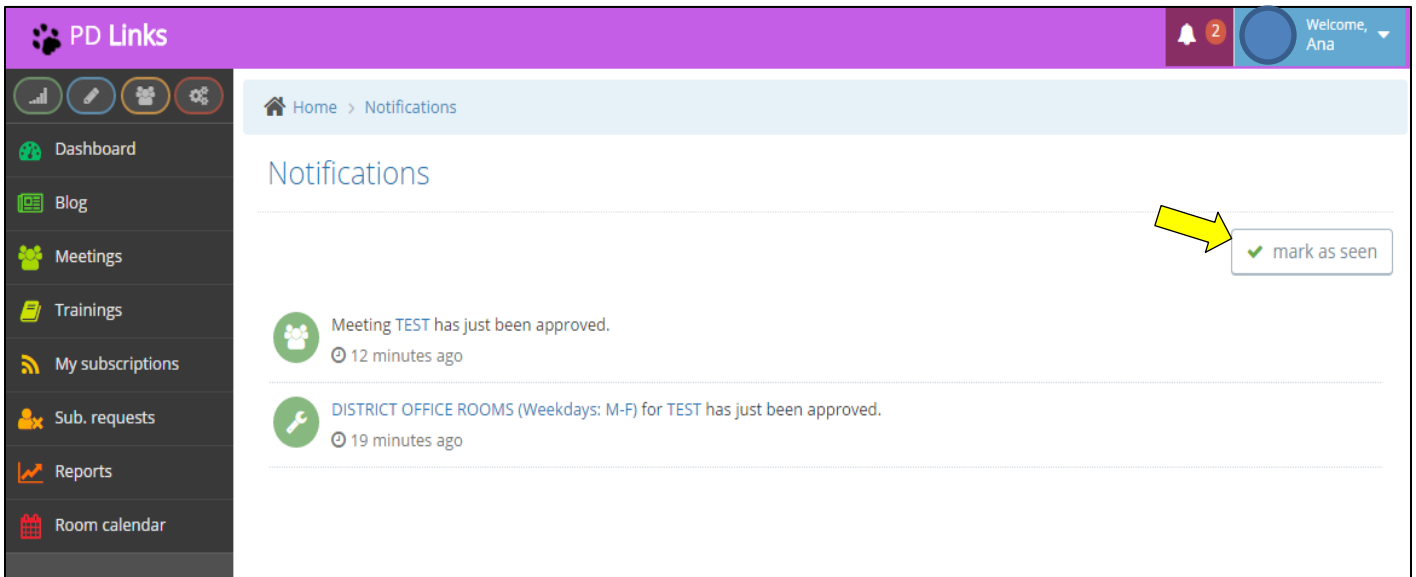 PD Links
2
Welcome,
Ana
Home > Notifications
Dashboard
Blog
Meetings
Trainings
My subscriptions
Sub. requests
Reports
Room calendar
Notifications
mark as seen
Meeting TEST has just been approved.
12 minutes ago
DISTRICT OFFICE ROOMS (Weekdays: M-F) for TEST has just been approved.
19 minutes ago